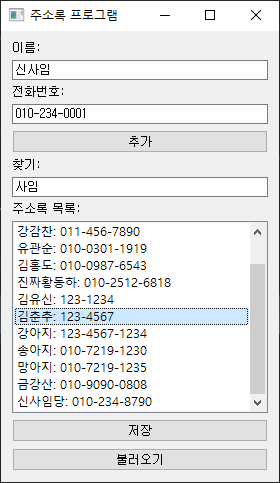 주소록 프로그램
이름:
신사임
전화번호:
010-234-0001
추가
찾기:
사임
주소록 목록:
강감찬: 011-456-7890
유관순: 010-0301-1919
김홍도: 010-0987-6543
진짜황동하: 010-2512-6818
김유신: 123-1234
김춘추: 123-4567
강아지: 123-4567-1234
송아지: 010-7219-1230
망아지: 010-7219-1235
금강산: 010-9090-0808
신사임당: 010-234-8790
저장
불러오기